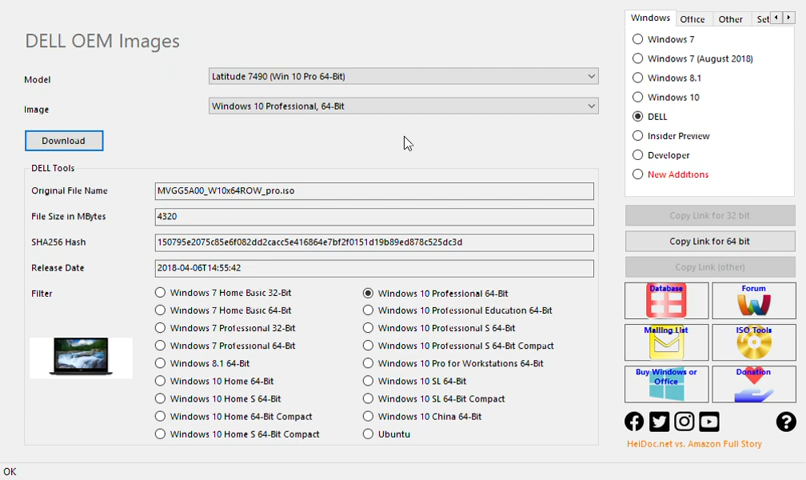 DELL OEM Images
Model
Latitude 7490 (Win 10 Pro 64-Bit)
Image
Windows 10 Professional, 64-Bit
Download
DELL Tools
Original File Name
MVGG5A00_W10x64ROW_pro.iso
File Size in MBytes
4320
SHA256 Hash
150795e2075c85e6f082dd2cacc5e416864e7bf2f0151d19b89ed878c525dc3d
Release Date
2018-04-06T14:55:42
Filter
Windows 7 Home Basic 32-Bit
Windows 7 Home Basic 64-Bit
Windows 7 Professional 32-Bit
Windows 7 Professional 64-Bit
Windows 8.1 64-Bit
Windows 10 Home 64-Bit
Windows 10 Home S 64-Bit
Windows 10 Home 64-Bit Compact
Windows 10 Home S 64-Bit Compact
Windows 10 Professional 64-Bit
Windows 10 Professional Education 64-Bit
Windows 10 Professional S 64-Bit
Windows 10 Professional S 64-Bit Compact
Windows 10 Pro for Workstations 64-Bit
Windows 10 SL 64-Bit
Windows 10 SL 64-Bit Compact
Windows 10 China 64-Bit
Ubuntu
Windows Office Other Set
Windows 7
Windows 7 (August 2018)
Windows 8.1
Windows 10
DELL
Insider Preview
Developer
New Additions
Copy Link for 32 bit
Copy Link for 64 bit
Copy Link (other)
Database
Forum
Mailing List
ISO Tools
Buy Windows or
Office
Donation
HeiDoc.net vs. Amazon Full Story
OK